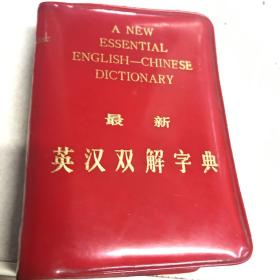 A NEW
ESSENTIAL
ENGLISH—CHINESE
DICTIONARY
最新
英汉双解字典